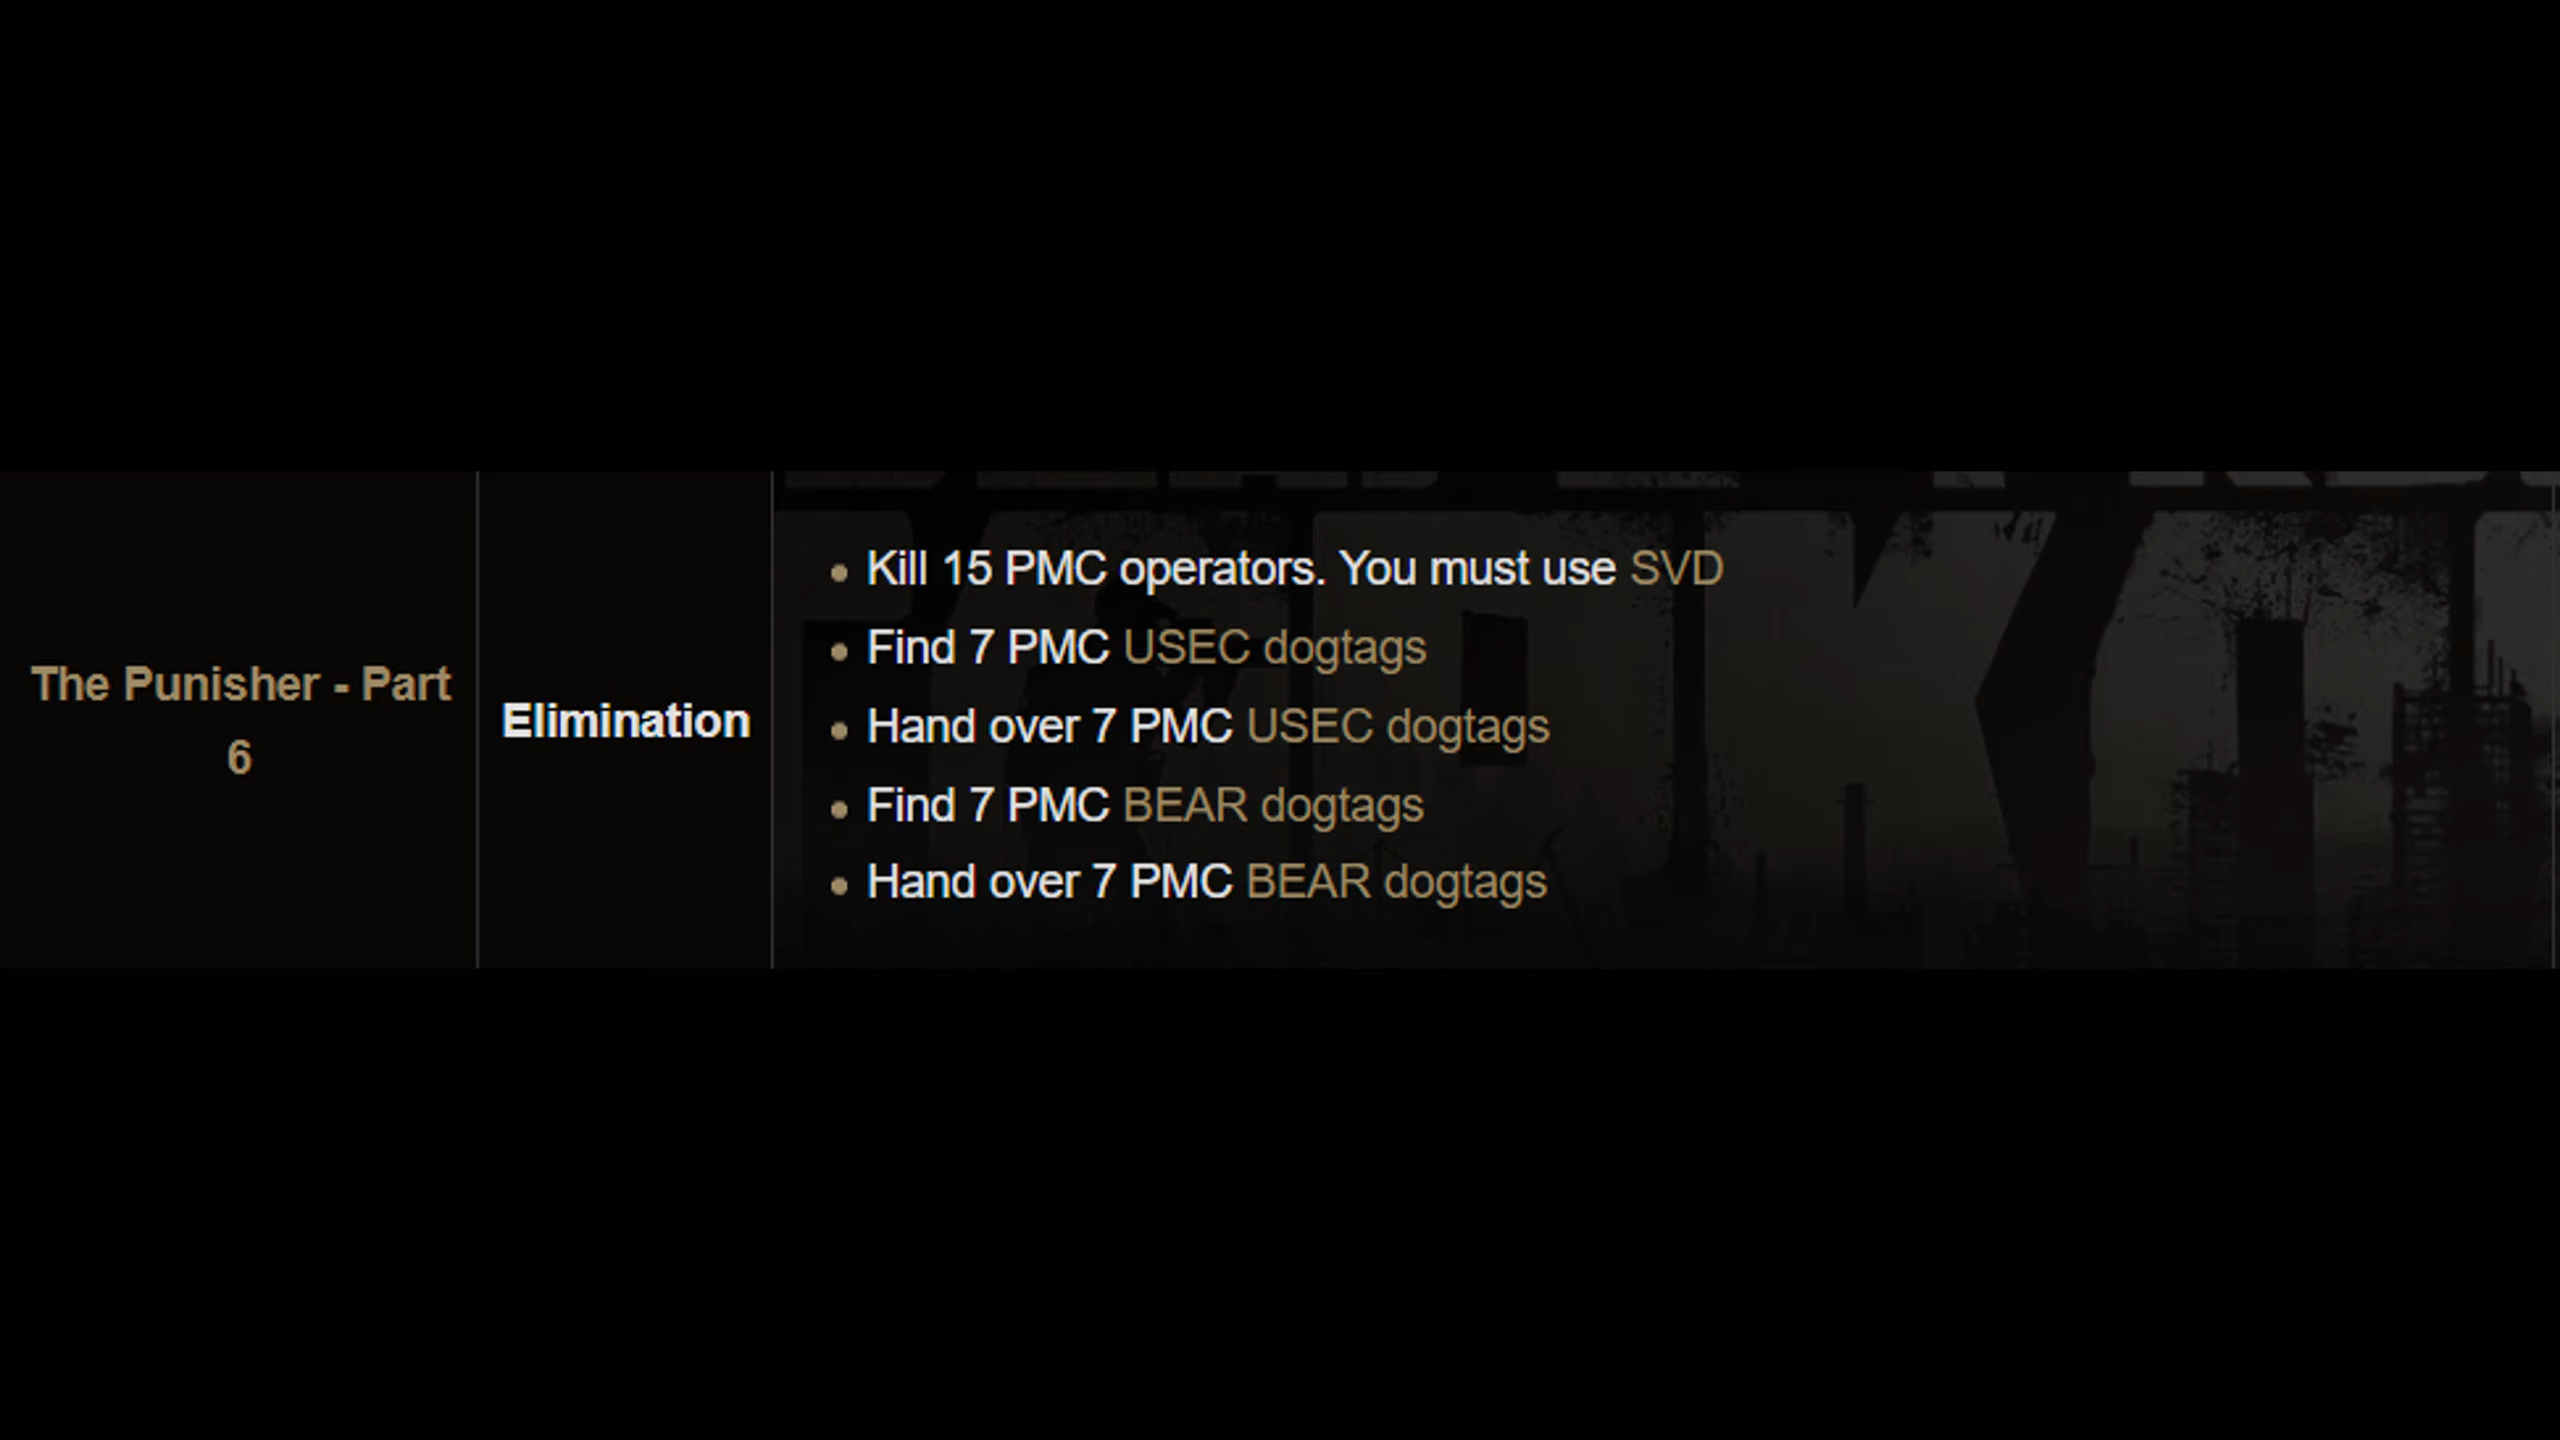 The Punisher - Part
6
Elimination
Kill 15 PMC operators. You must use SVD
Find 7 PMC USEC dogtags
Hand over 7 PMC USEC dogtags
Find 7 PMC BEAR dogtags
Hand over 7 PMC BEAR dogtags